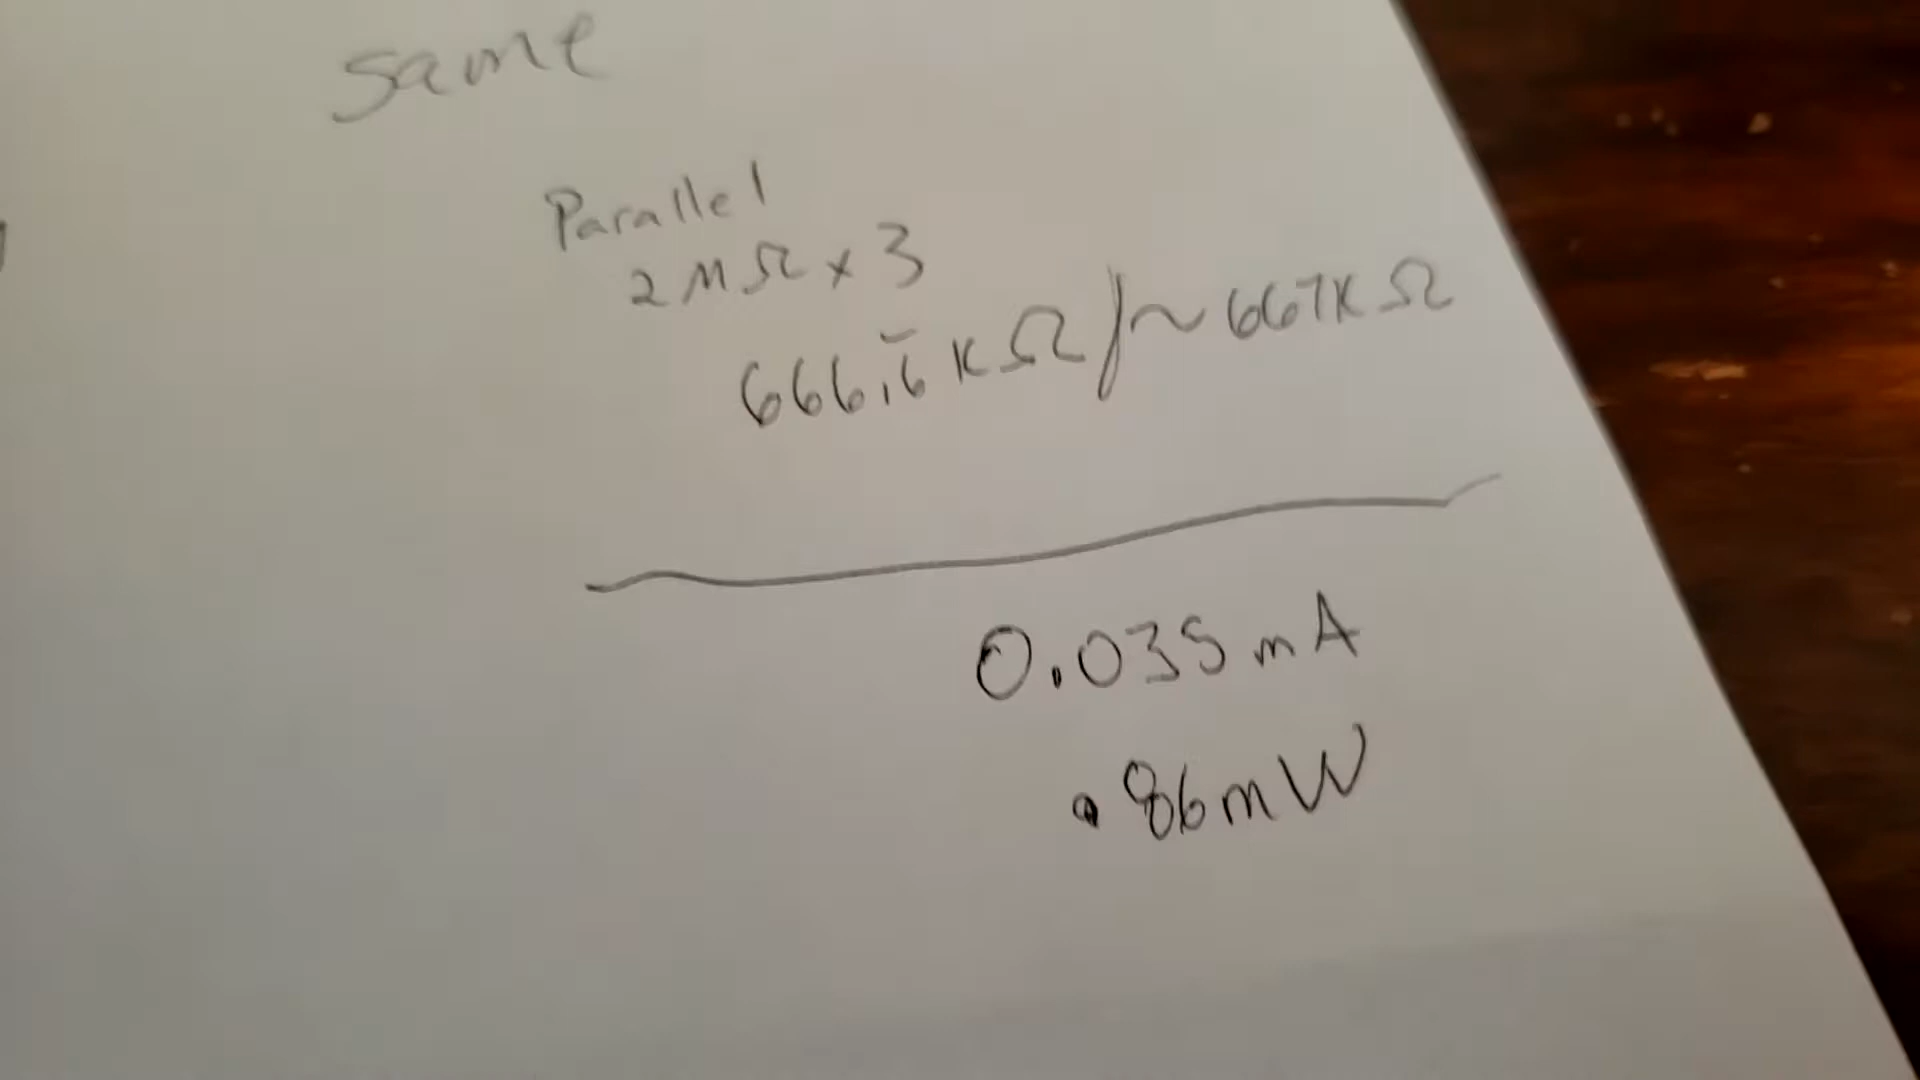 same
Parallel
2MΩ x 3
666.6̅ KΩ/~667KΩ
0.035 mA
.86mW